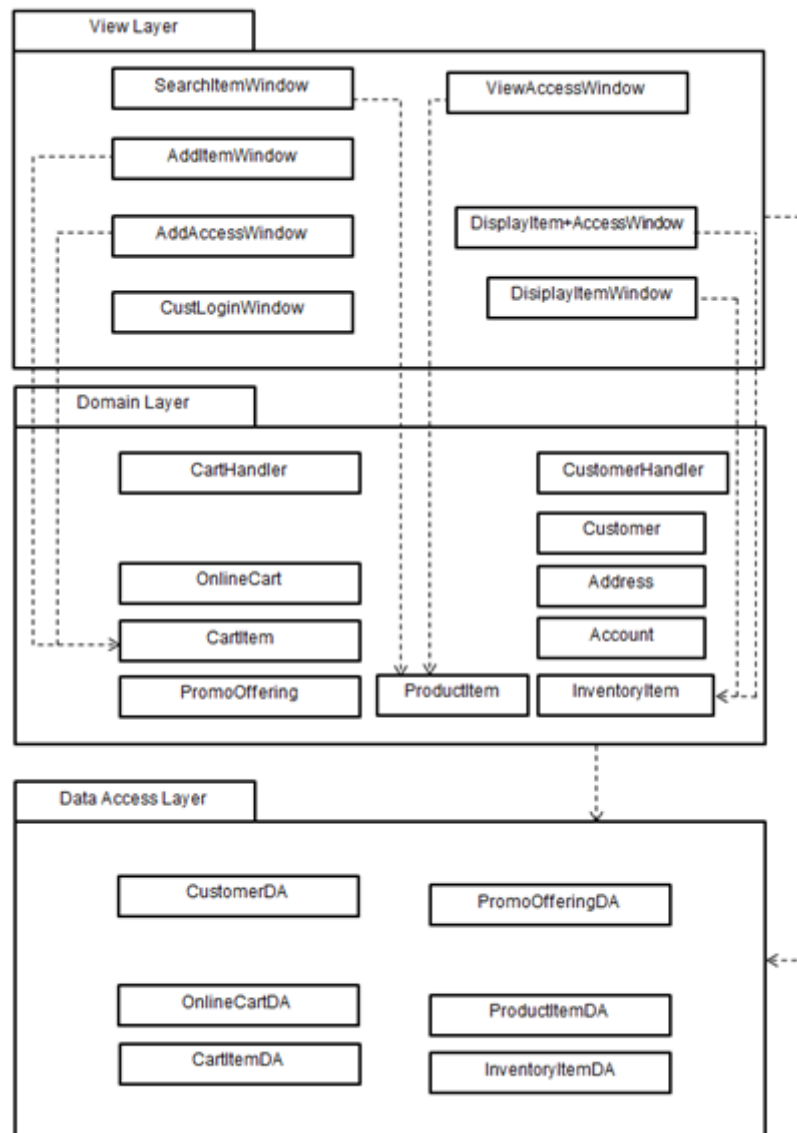 View Layer
SearchItemWindow
ViewAccessWindow
AddItemWindow
AddAccessWindow
DisplayItem+AccessWindow
DisiplayItemWindow
CustLoginWindow
Domain Layer
CartHandler
CustomerHandler
Customer
OnlineCart
Address
CartItem
Account
PromoOffering
ProductItem
InventoryItem
Data Access Layer
CustomerDA
PromoOfferingDA
OnlineCartDA
ProductItemDA
CartItemDA
InventoryItemDA